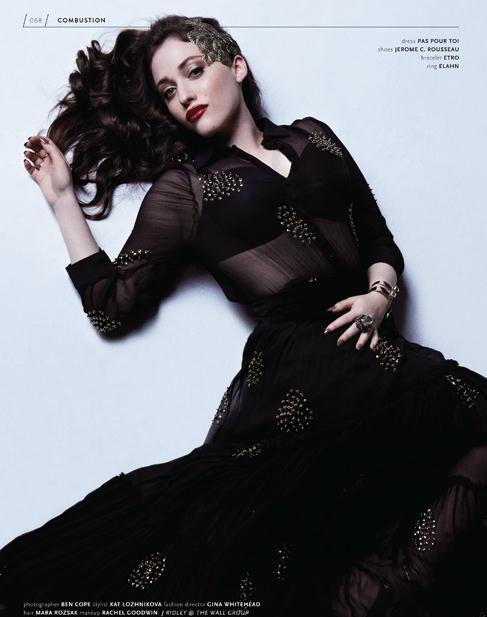 / 068 / COMBUSTION
dress PAS POUR TOI
shoes JEROME C. ROUSSEAU
bracelet ETRO
ring ELAHN
photographer BEN COPE stylist KAT LOZHNIKOVA fashion director GINA WHITEHEAD
hair MARA ROZSAK makeup RACHEL GOODWIN / RIDLEY @ THE WALL GROUP